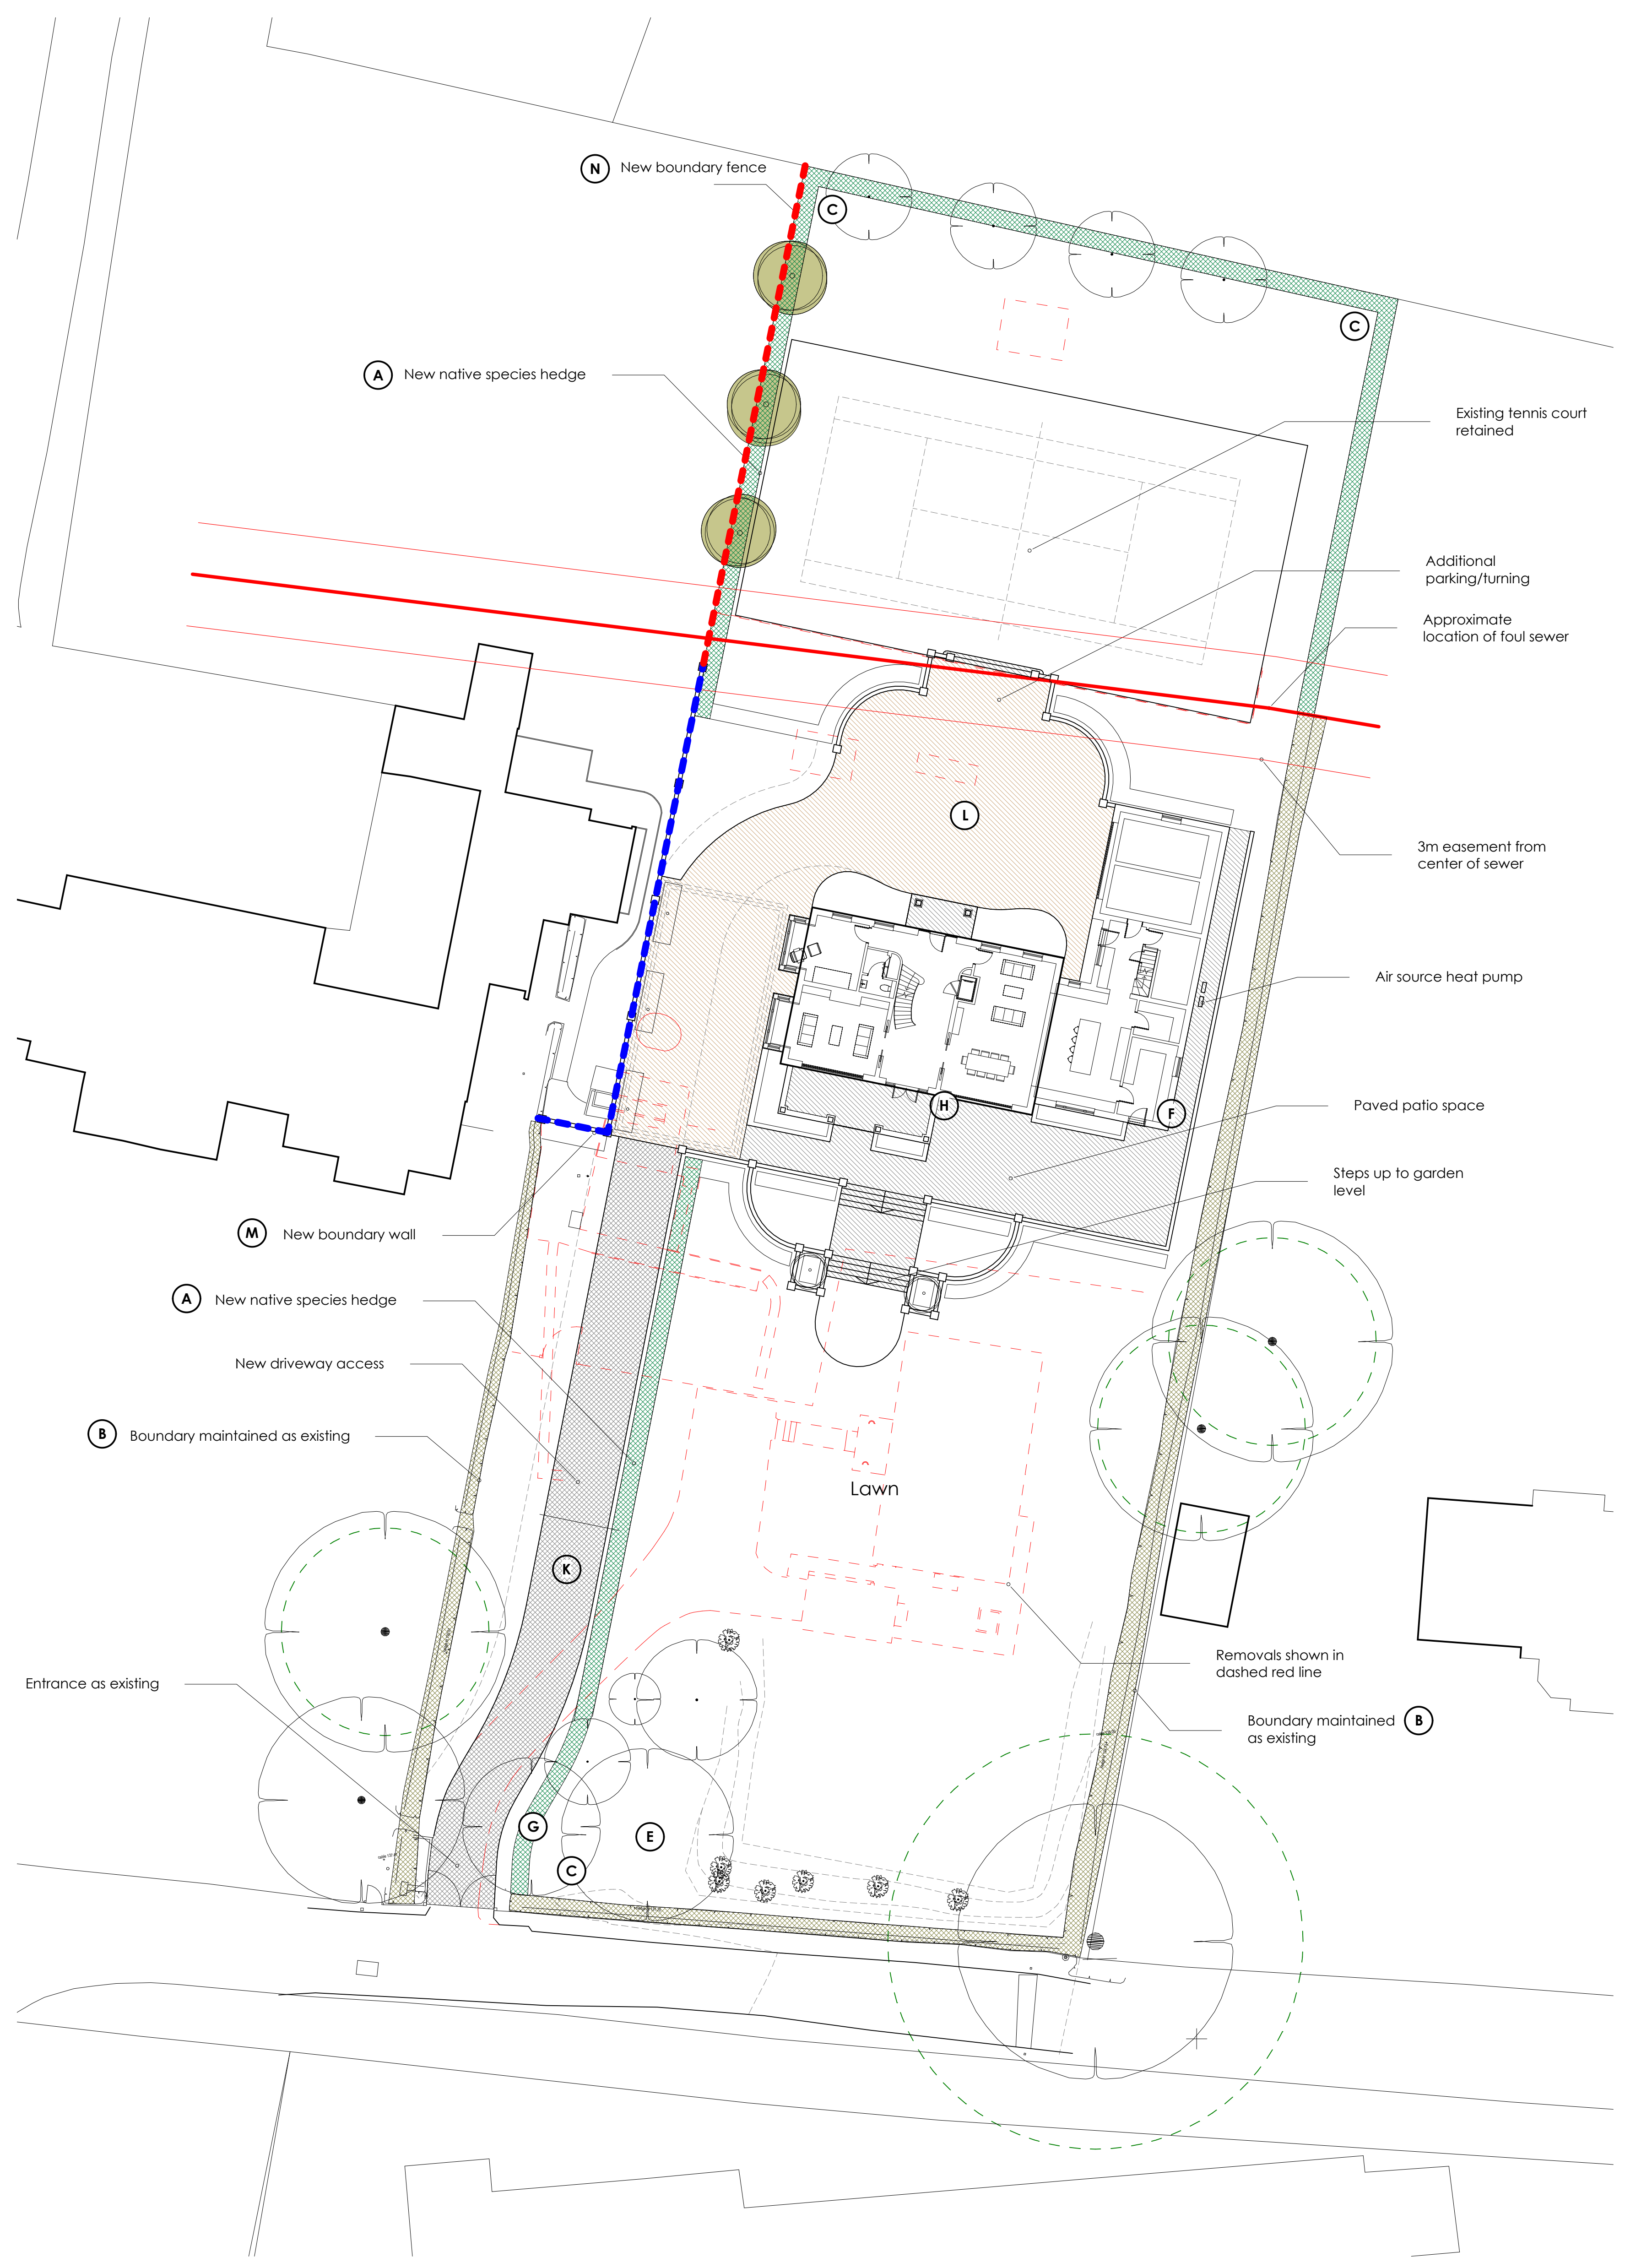 N New boundary fence
C
C
A New native species hedge
Existing tennis court
retained
Additional
parking/turning
Approximate
location of foul sewer
L
3m easement from
center of sewer
Air source heat pump
H
F
Paved patio space
Steps up to garden
level
M New boundary wall
A New native species hedge
New driveway access
B Boundary maintained as existing
Lawn
K
Removals shown in
dashed red line
Entrance as existing
Boundary maintained B
as existing
G
E
C